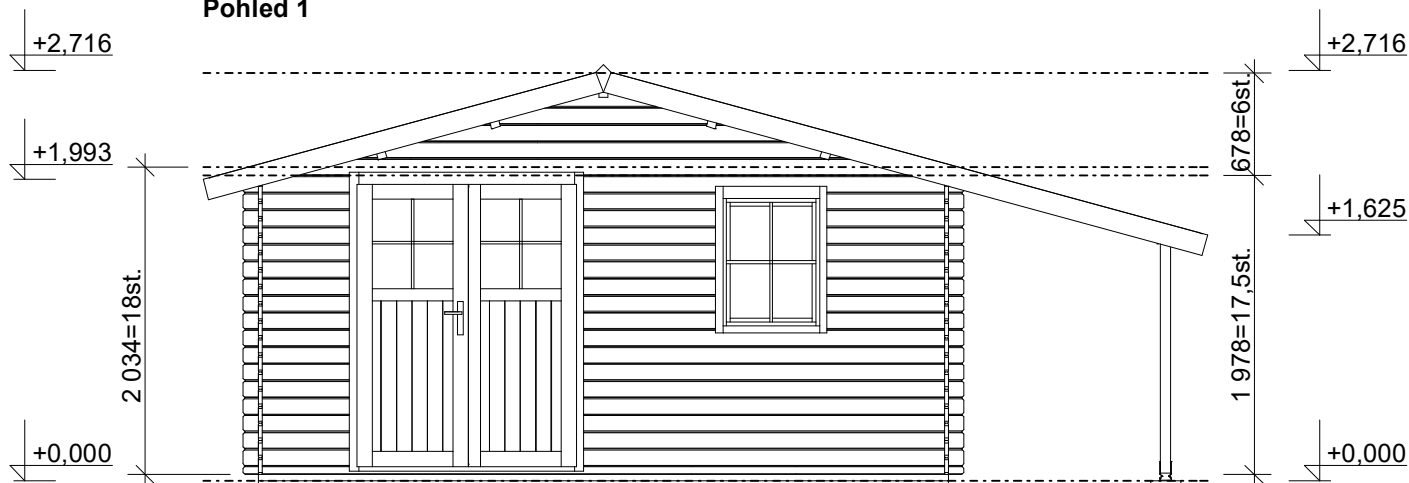 Pohled 1
+2,716
+2,716
678=6st.
+1,993
+1,625
2 034=18st.
1 978=17,5st.
+0,000
+0,000